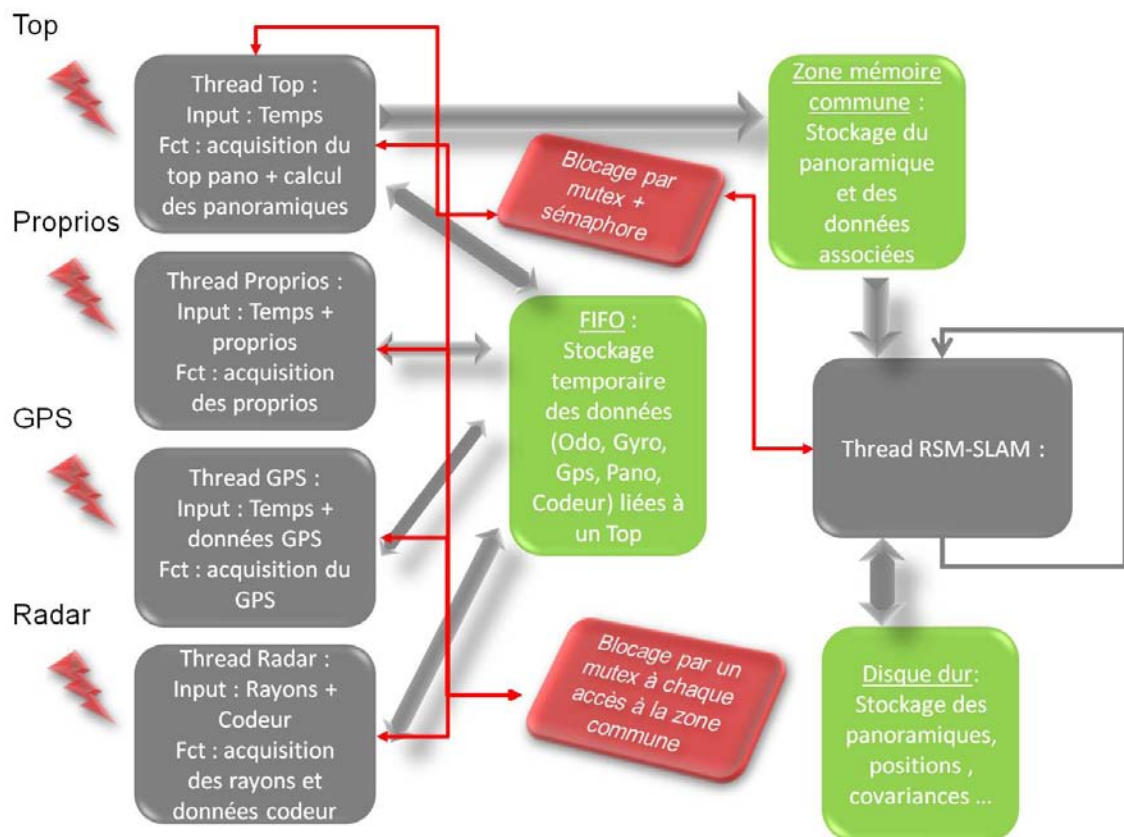 Top
Thread Top :
Input : Temps
Fct : acquisition du
top pano + calcul
des panoramiques
Proprios
Thread Proprios :
Input : Temps +
proprios
Fct : acquisition
des proprios
GPS
Thread GPS :
Input : Temps +
données GPS
Fct : acquisition du
GPS
Radar
Thread Radar :
Input : Rayons +
Codeur
Fct : acquisition
des rayons et
données codeur
Blocage par
mutex +
sémaphore
FIFO :
Stockage
temporaire
des données
(Odo, Gyro,
Gps, Pano,
Codeur) liées à
un Top
Blocage par un
mutex à chaque
accès à la zone
commune
Zone mémoire
commune :
Stockage du
panoramique
et des
données
associées
Thread RSM-SLAM :
Disque dur:
Stockage des
panoramiques,
positions ,
covariances ...